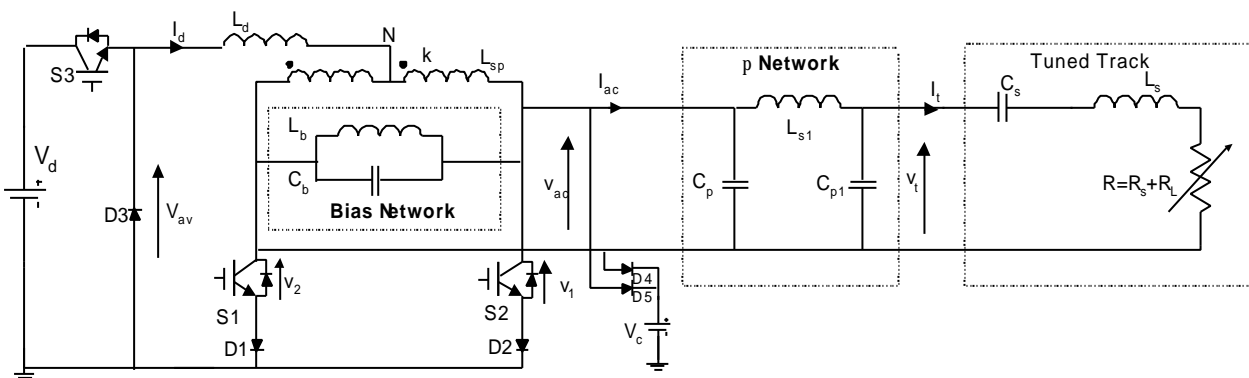 L_d
I_d
N
k
L_sp
S3
p Network
Tuned Track
C_s
L_s
I_ac
I_t
L_b
L_s1
V_d
C_b
v_ac
C_p
C_p1
v_t
R=R_s+R_L
D3
V_av
Bias Network
v_2
v_1
D4
D5
S1
S2
V_c
D1
D2